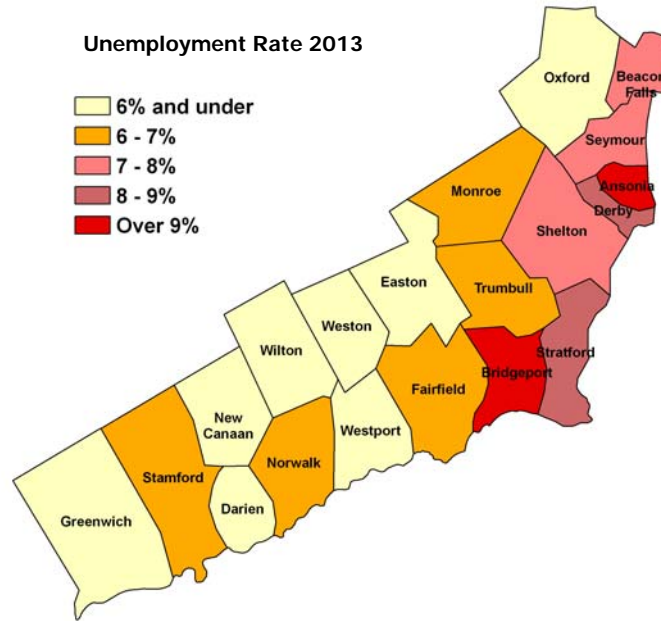 Unemployment Rate 2013
6% and under
6 - 7%
7 - 8%
8 - 9%
Over 9%
Oxford
Beacon
Falls
Seymour
Ansonia
Derby
Monroe
Shelton
Easton
Trumbull
Weston
Wilton
Stratford
Bridgeport
Fairfield
New
Canaan
Westport
Norwalk
Stamford
Darien
Greenwich